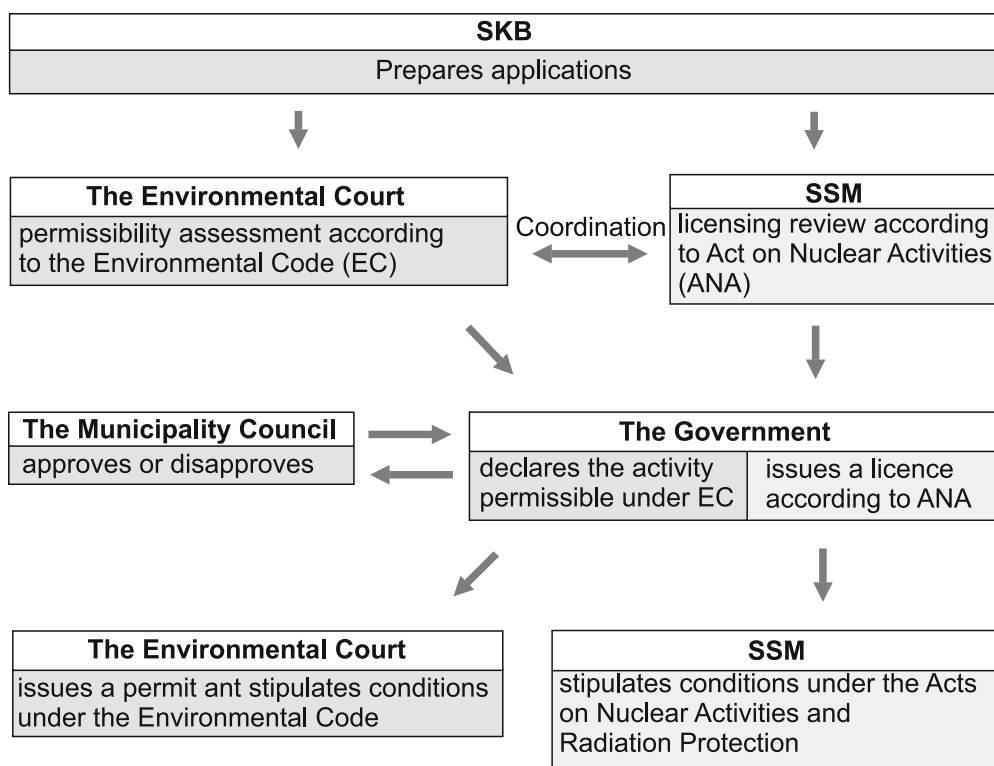 SKB
Prepares applications
The Environmental Court
permissibility assessment according
to the Environmental Code (EC)
Coordination
SSM
licensing review according
to Act on Nuclear Activities
(ANA)
The Municipality Council
approves or disapproves
The Government
declares the activity
permissible under EC
issues a licence
according to ANA
The Environmental Court
issues a permit ant stipulates conditions
under the Environmental Code
SSM
stipulates conditions under the Acts
on Nuclear Activities and
Radiation Protection